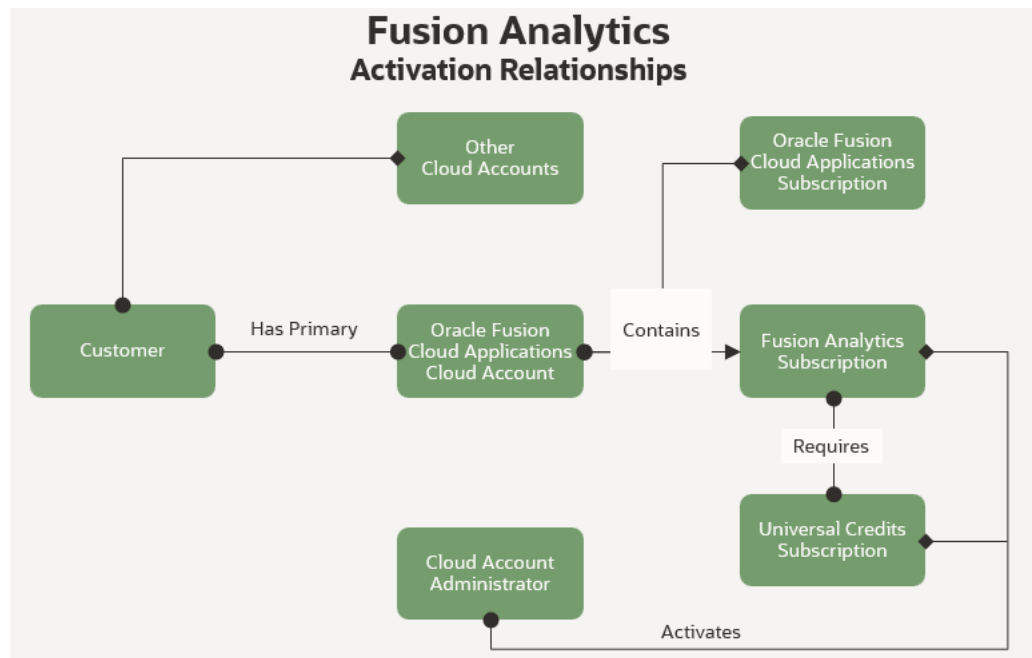 Fusion Analytics
Activation Relationships
Other
Cloud Accounts
Oracle Fusion
Cloud Applications
Subscription
Customer
Has Primary
Oracle Fusion
Cloud Applications
Cloud Account
Contains
Fusion Analytics
Subscription
Requires
Universal Credits
Subscription
Cloud Account
Administrator
Activates